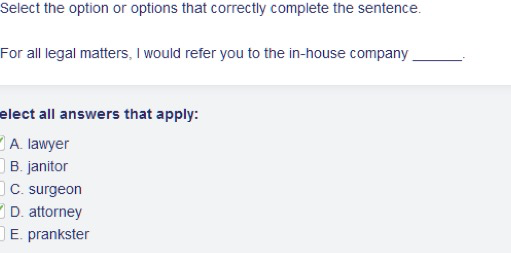 Select the option or options that correctly complete the sentence.
For all legal matters, I would refer you to the in-house company ______.
elect all answers that apply:
A. lawyer
B. janitor
C. surgeon
D. attorney
E. prankster